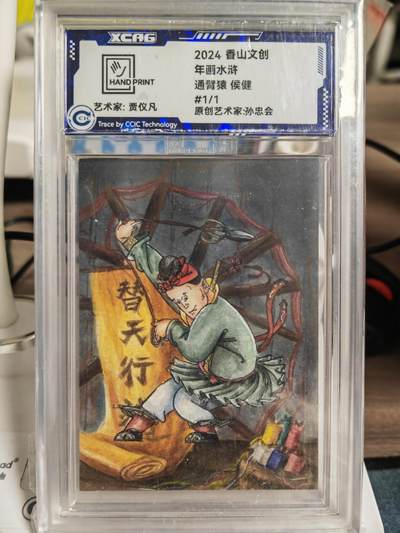 XCAG
HAND PRINT
2024 香山文创
年画水浒
通臂猿 侯健
#1/1
艺术家: 贾仪凡
原创艺术家:孙忠会
CCIC
Trace by CCIC Technology
替天行